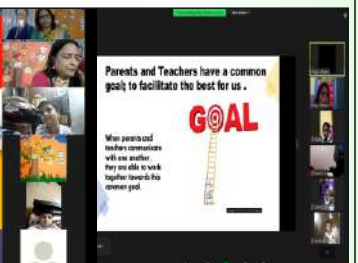 Parents and Teachers have a common
goal; to facilitate the best for us .
GOAL
When parents and
teachers communicate
with one another,
they are able to work
together towards this
common goal.